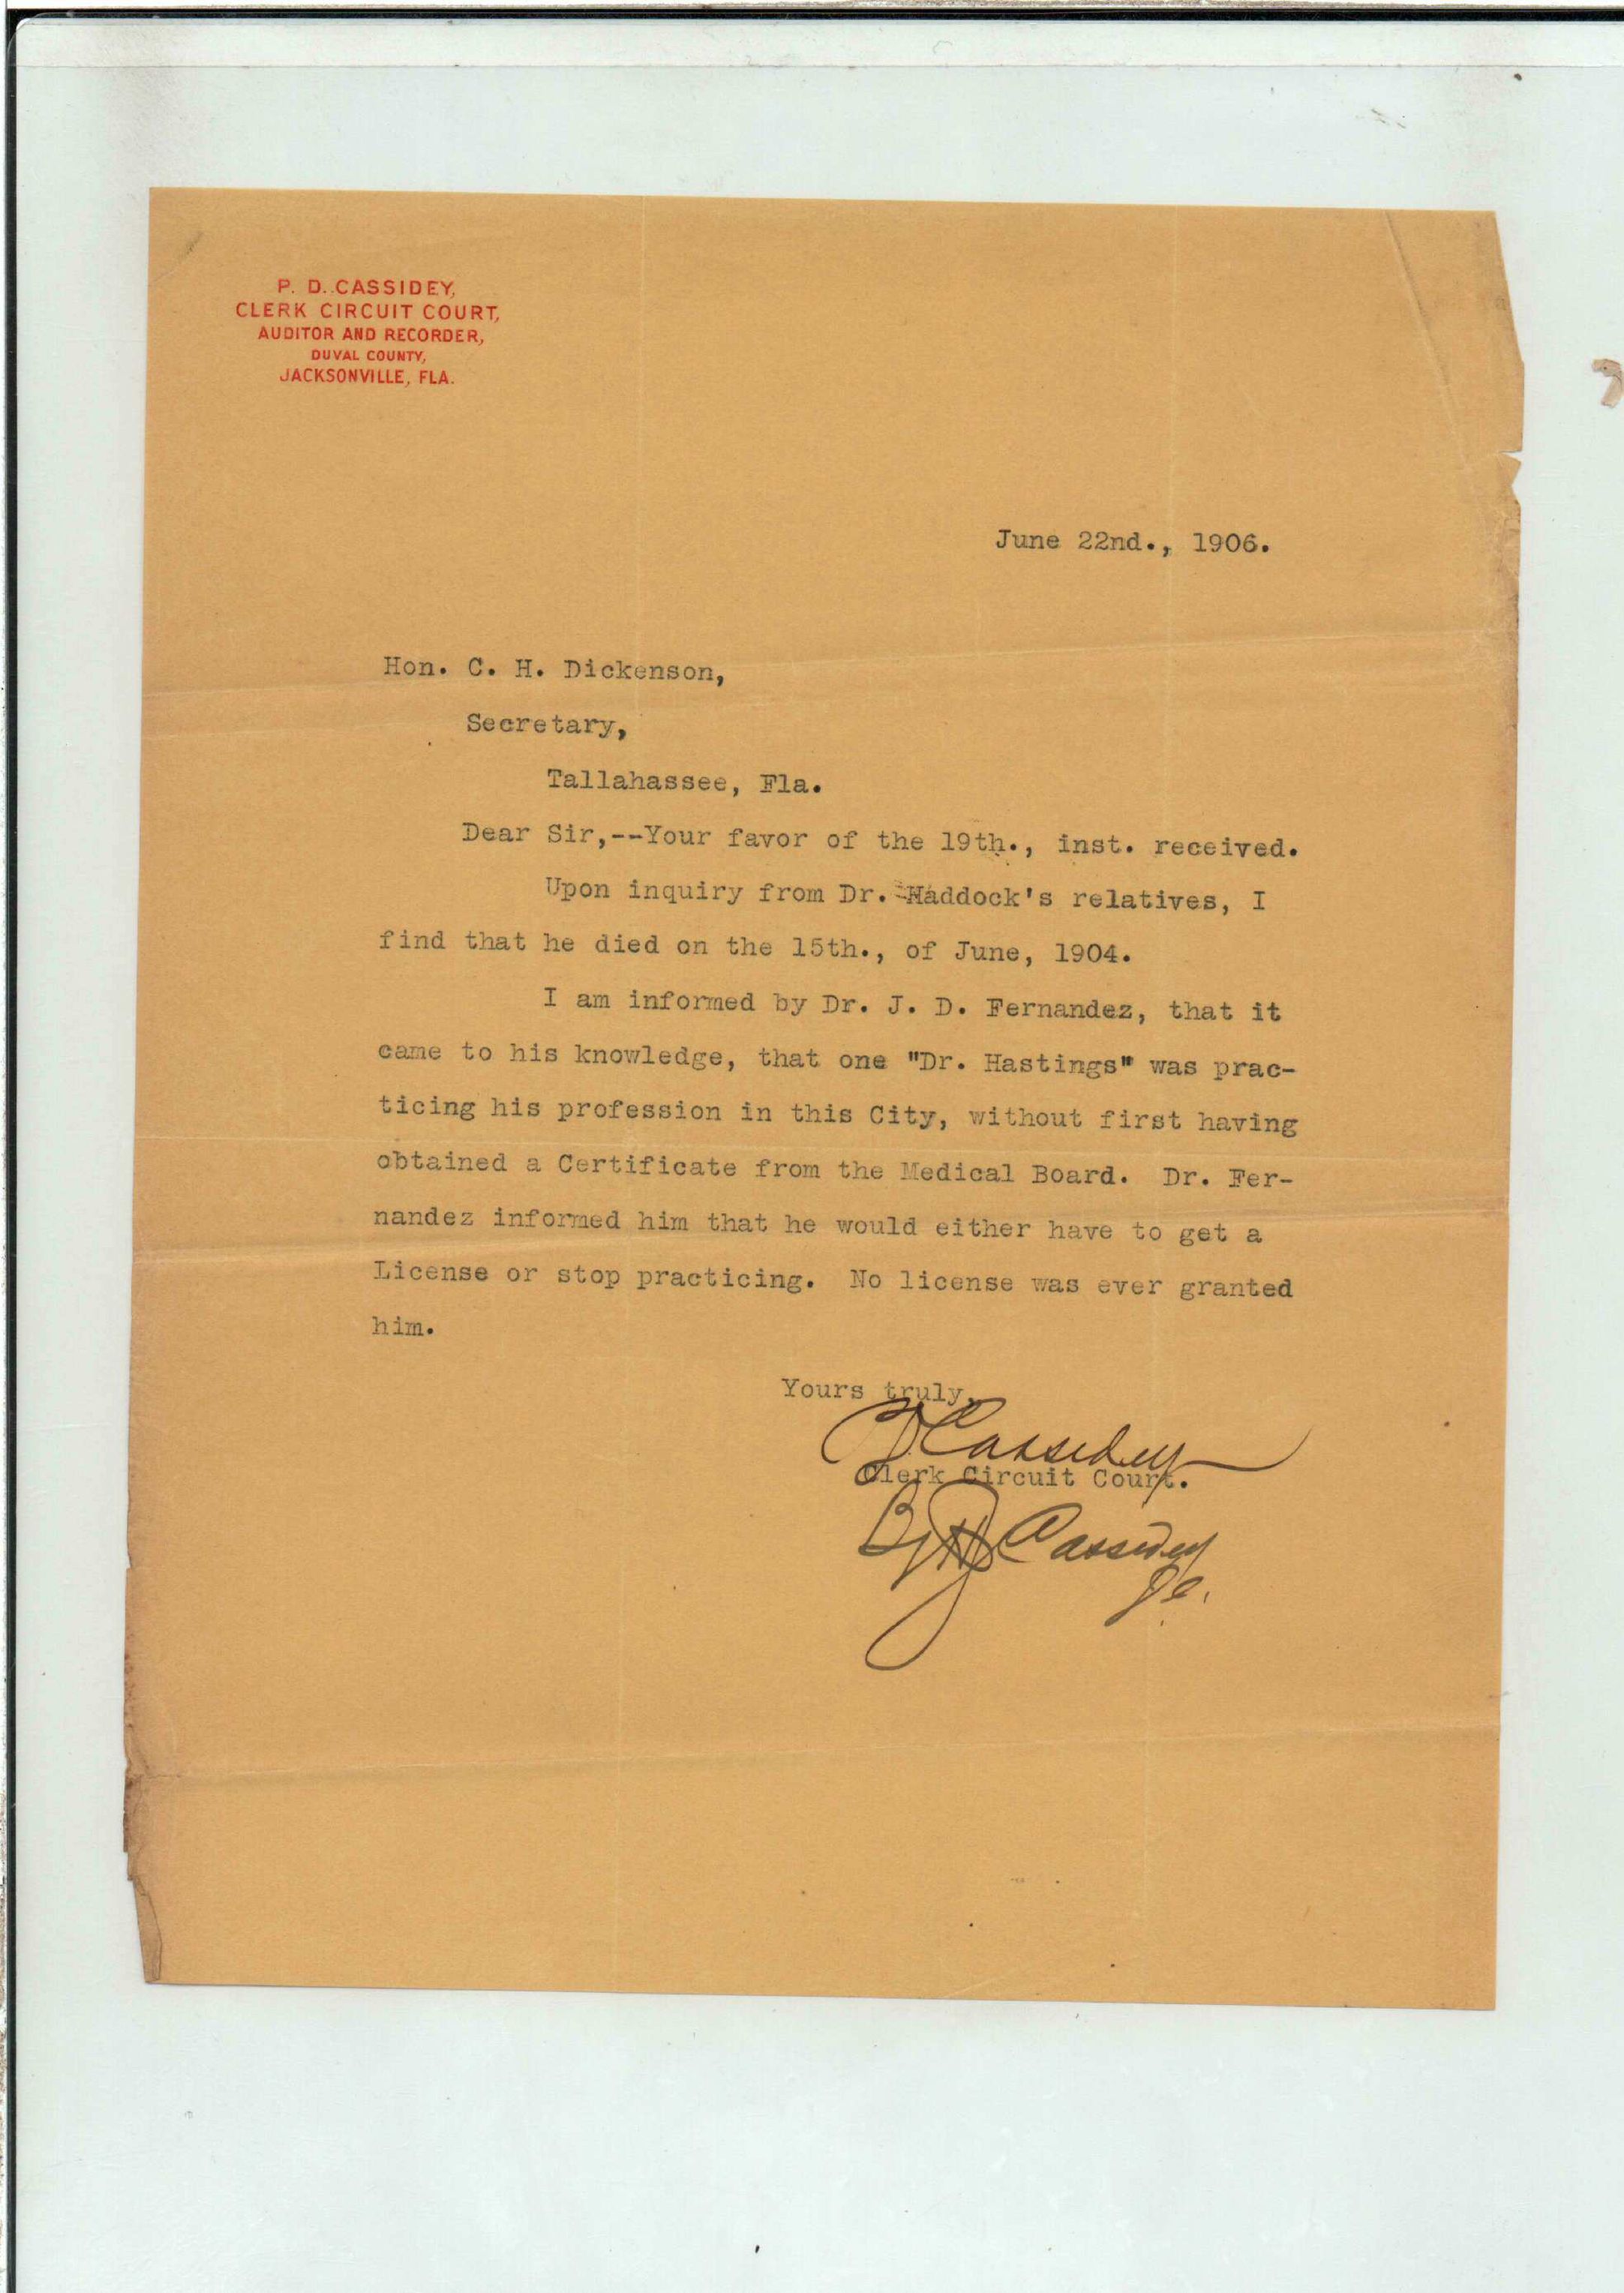 P. D. CASSIDEY,
CLERK CIRCUIT COURT,
AUDITOR AND RECORDER,
DUVAL COUNTY,
JACKSONVILLE, FLA.
June 22nd., 1906.
Hon. C. H. Dickenson,
Secretary,
Tallahassee, Fla.
Dear Sir,--Your favor of the 19th., inst. received.
Upon inquiry from Dr. Haddock's relatives, I
find that he died on the 15th., of June, 1904.
I am informed by Dr. J. D. Fernandez, that it
came to his knowledge, that one "Dr. Hastings" was prac-
ticing his profession in this City, without first having
obtained a Certificate from the Medical Board. Dr. Fer-
nandez informed him that he would either have to get a
License or stop practicing. No license was ever granted
him.
Yours truly,
P D Cassidey
Clerk Circuit Court.
By Cassidey